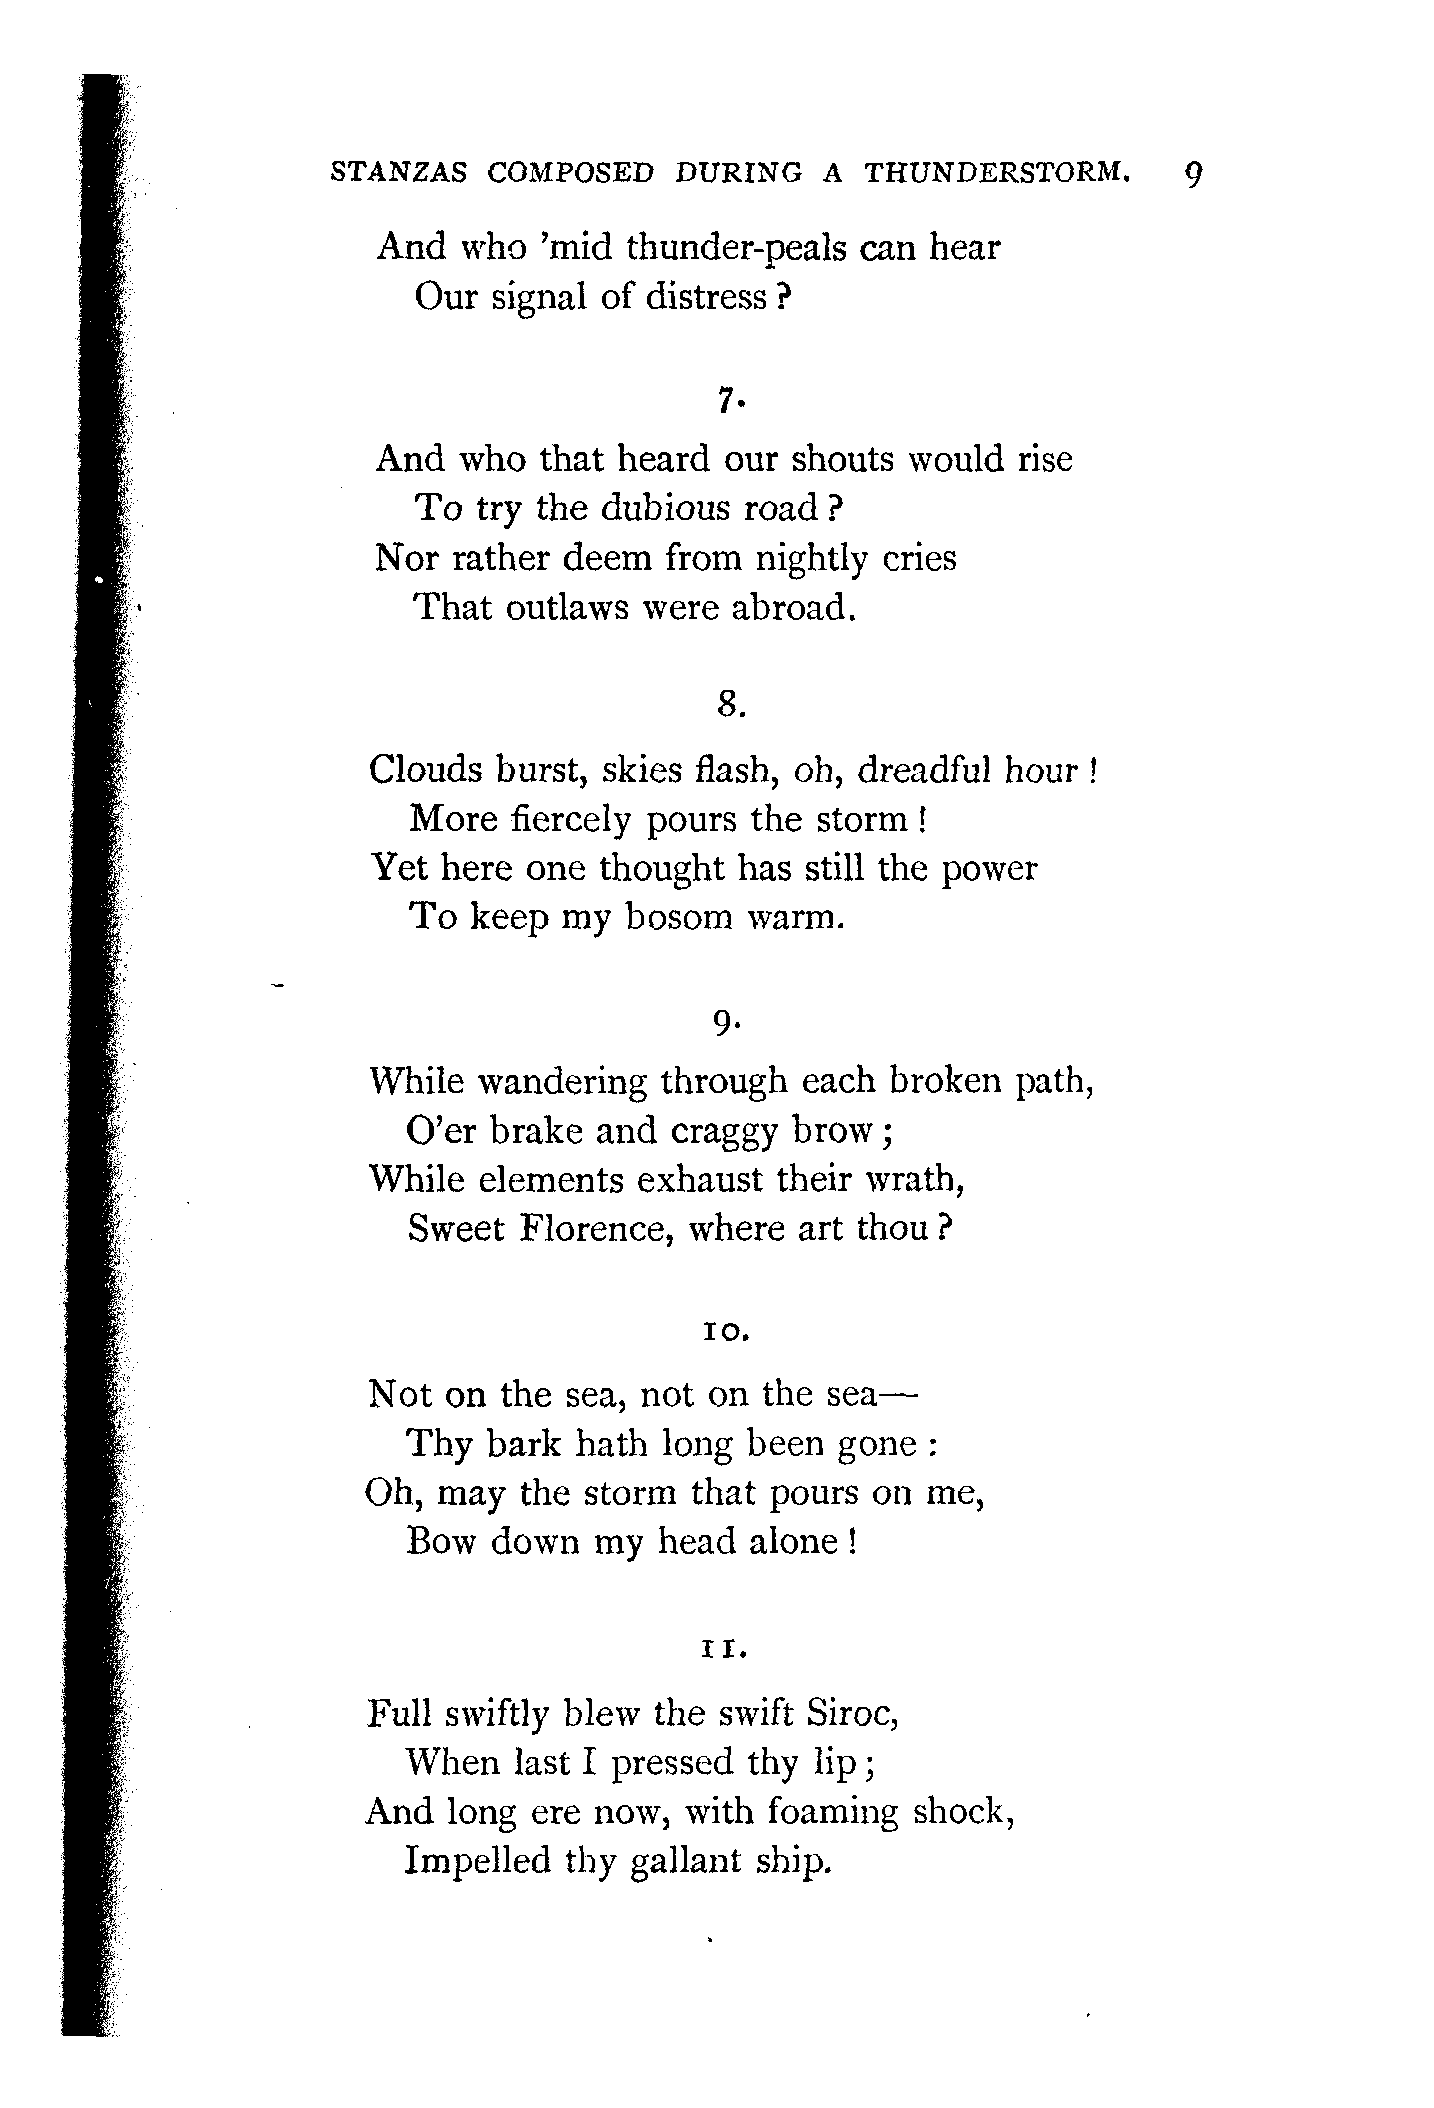 STANZAS COMPOSED DURING A THUNDERSTORM. 9
And who 'mid thunder-peals can hear
Our signal of distress?
7.
And who that heard our shouts would rise
To try the dubious road?
Nor rather deem from nightly cries
That outlaws were abroad.
8.
Clouds burst, skies flash, oh, dreadful hour!
More fiercely pours the storm!
Yet here one thought has still the power
To keep my bosom warm.
9.
While wandering through each broken path,
O'er brake and craggy brow;
While elements exhaust their wrath,
Sweet Florence, where art thou?
10.
Not on the sea, not on the sea—
Thy bark hath long been gone:
Oh, may the storm that pours on me,
Bow down my head alone!
11.
Full swiftly blew the swift Siroc,
When last I pressed thy lip;
And long ere now, with foaming shock,
Impelled thy gallant ship.